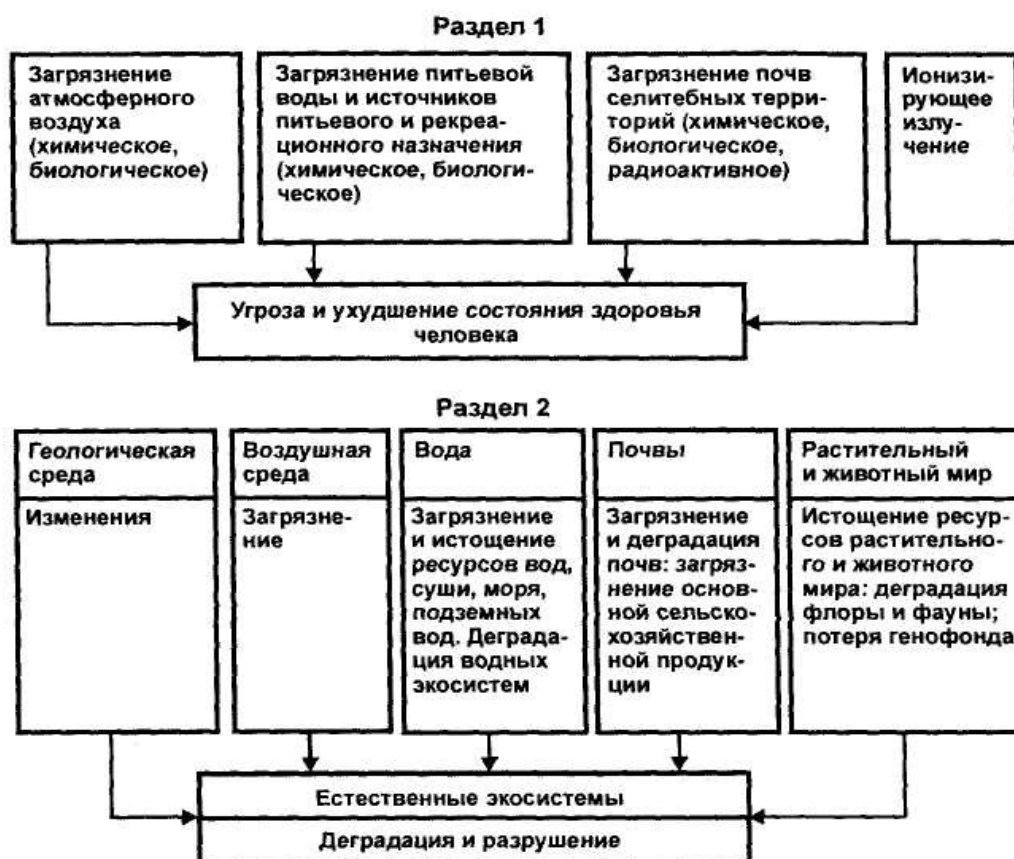 Раздел 1
Загрязнение
атмосферного
воздуха
(химическое,
биологическое)
Загрязнение питьевой
воды и источников
питьевого и рекреа-
ционного назначения
(химическое, биологи-
ческое)
Загрязнение почв
селитебных терри-
торий (химическое,
биологическое,
радиоактивное)
Ионизи-
рующее
излу-
чение
Угроза и ухудшение состояния здоровья
человека
Раздел 2
Геологическая
среда
Изменения
Воздушная
среда
Загрязне-
ние
Вода
Загрязнение
и истощение
ресурсов вод,
суши, моря,
подземных
вод. Деграда-
ция водных
экосистем
Почвы
Загрязнение
и деградация
почв: загряз-
нение основ-
ной сельско-
хозяйствен-
ной продук-
ции
Растительный
и животный мир
Истощение ресур-
сов растительно-
го и животного
мира: деградация
флоры и фауны;
потеря генофонда
Естественные экосистемы
Деградация и разрушение